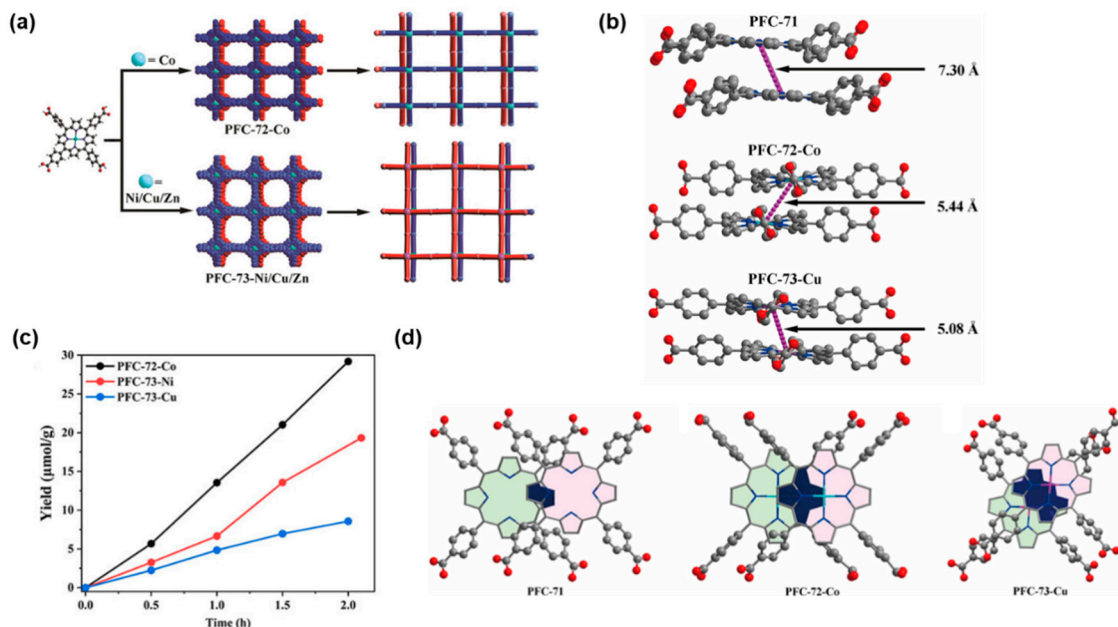 (a)
= Co
PFC-72-Co
=
Ni/Cu/Zn
PFC-73-Ni/Cu/Zn
(b)
PFC-71
7.30 Å
PFC-72-Co
5.44 Å
PFC-73-Cu
5.08 Å
(c)
30
25
20
15
10
5
0
Yield (μmol/g)
PFC-72-Co
PFC-73-Ni
PFC-73-Cu
0.0
0.5
1.0
1.5
2.0
Time (h)
(d)
PFC-71
PFC-72-Co
PFC-73-Cu